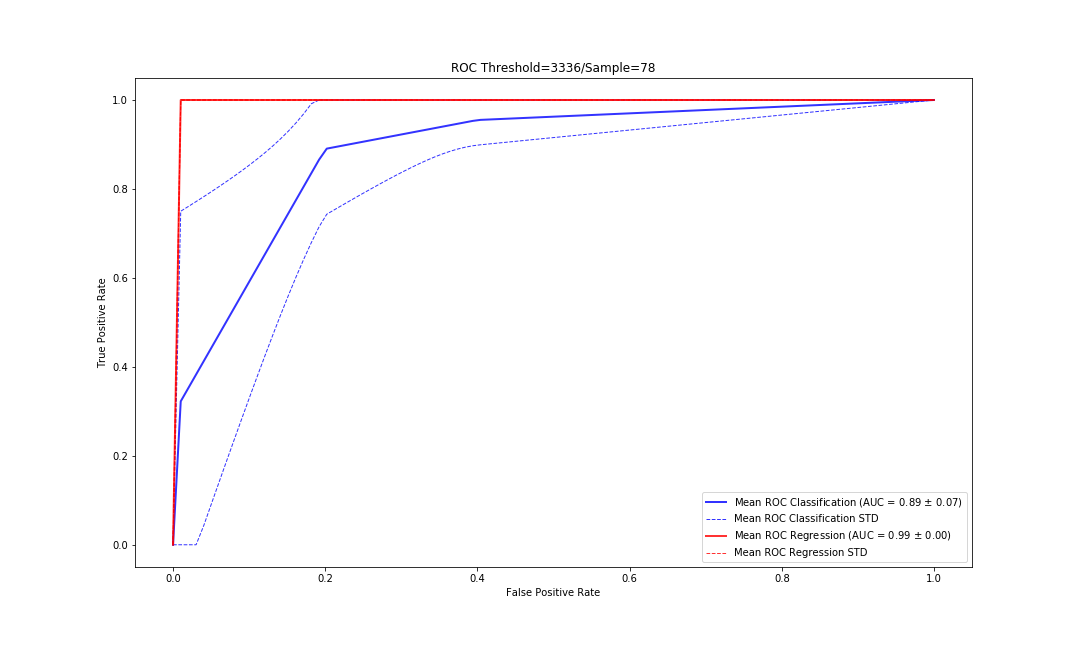 ROC Threshold=3336/Sample=78
1.0
0.8
0.6
0.4
0.2
0.0
True Positive Rate
Mean ROC Classification (AUC = 0.89 ± 0.07)
Mean ROC Classification STD
Mean ROC Regression (AUC = 0.99 ± 0.00)
Mean ROC Regression STD
0.0 0.2 0.4 0.6 0.8 1.0
False Positive Rate